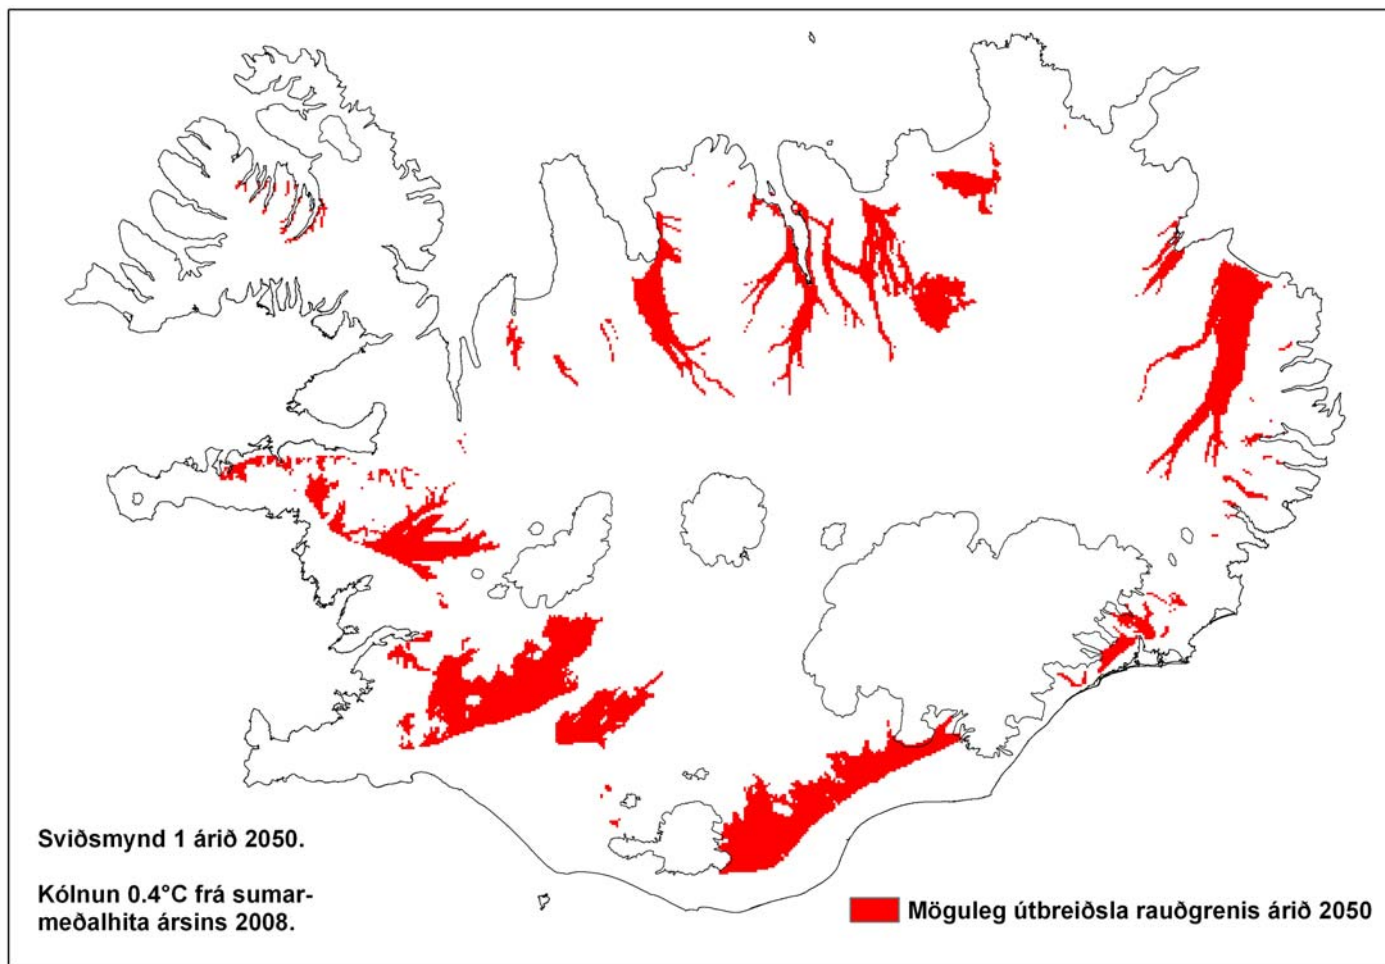 Sviðsmynd 1 árið 2050.
Kólnun 0.4°C frá sumar-
meðalhita ársins 2008.
Möguleg útbreiðsla rauðgrenis árið 2050